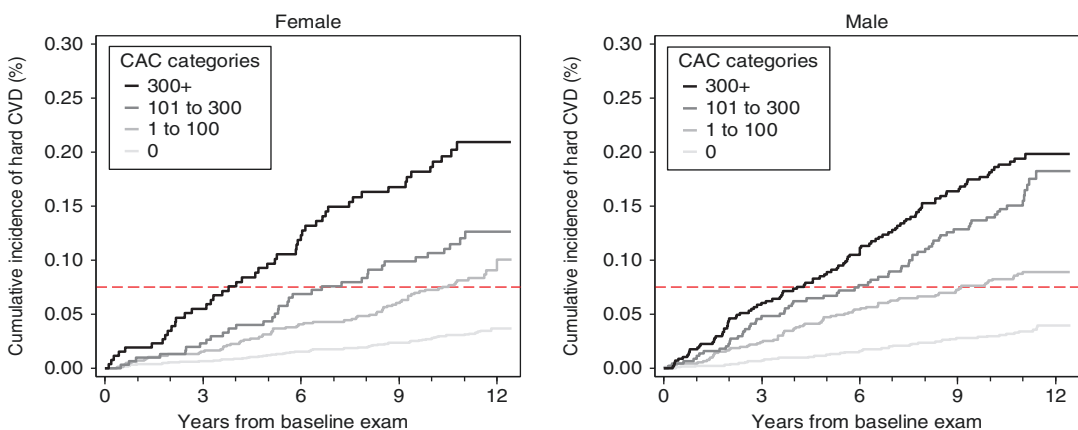 Female
Cumulative incidence of hard CVD (%)
0.30
0.25
0.20
0.15
0.10
0.05
0.00
CAC categories
300+
101 to 300
1 to 100
0
0 3 6 9 12
Years from baseline exam
Male
Cumulative incidence of hard CVD (%)
0.30
0.25
0.20
0.15
0.10
0.05
0.00
CAC categories
300+
101 to 300
1 to 100
0
0 3 6 9 12
Years from baseline exam